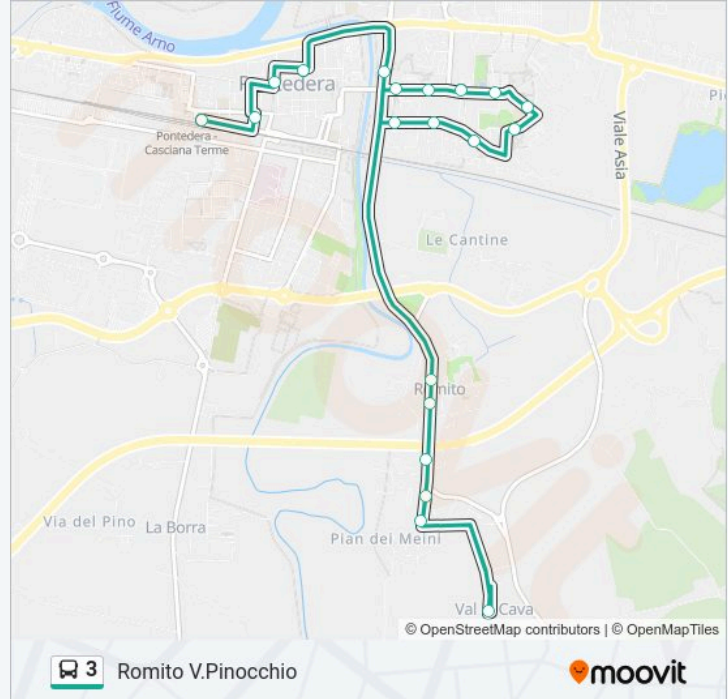 Fiume Arno
Pontedera
Pontedera -
Casciana Terme
Viale Asia
Le Cantine
Romito
Via del Pino
La Borra
Pian dei Meini
Val di Cava
© OpenStreetMap contributors | © OpenMapTiles
3
Romito V.Pinocchio
moovit